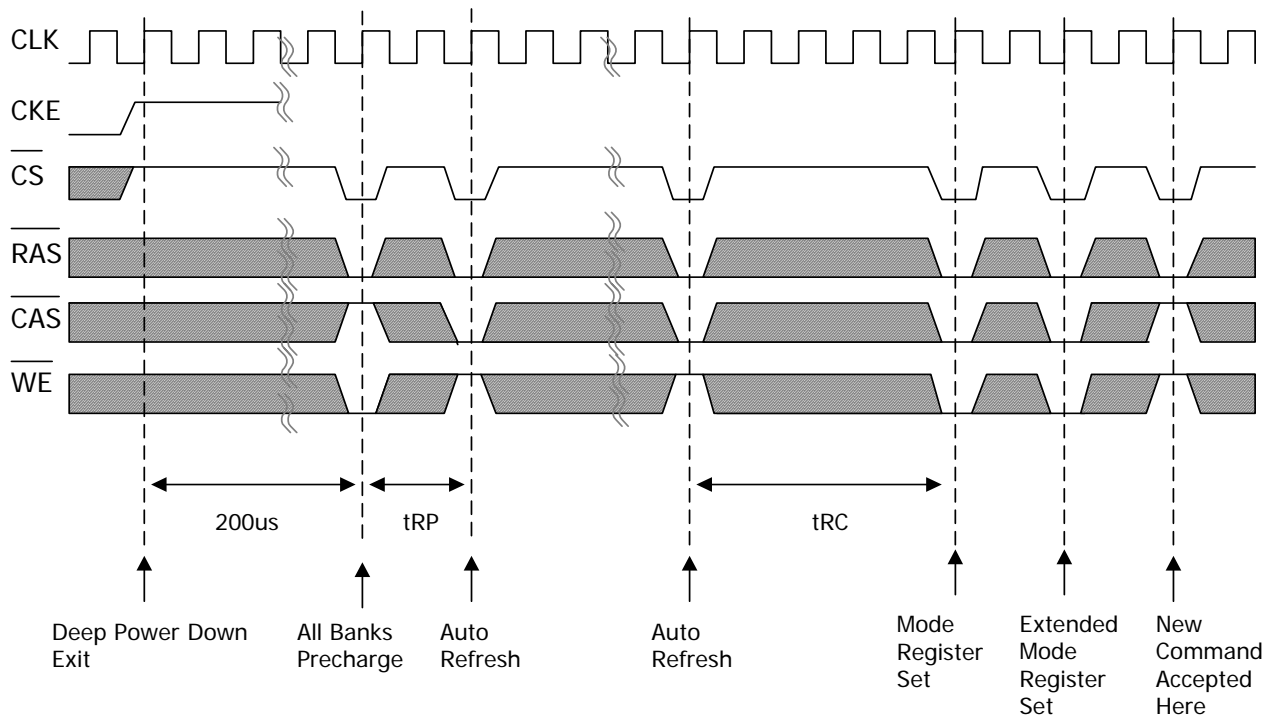 CLK
CKE
CS
RAS
CAS
WE
200us
tRP
tRC
Deep Power Down
Exit
All Banks
Precharge
Auto
Refresh
Auto
Refresh
Mode
Register
Set
Extended
Mode
Register
Set
New
Command
Accepted
Here